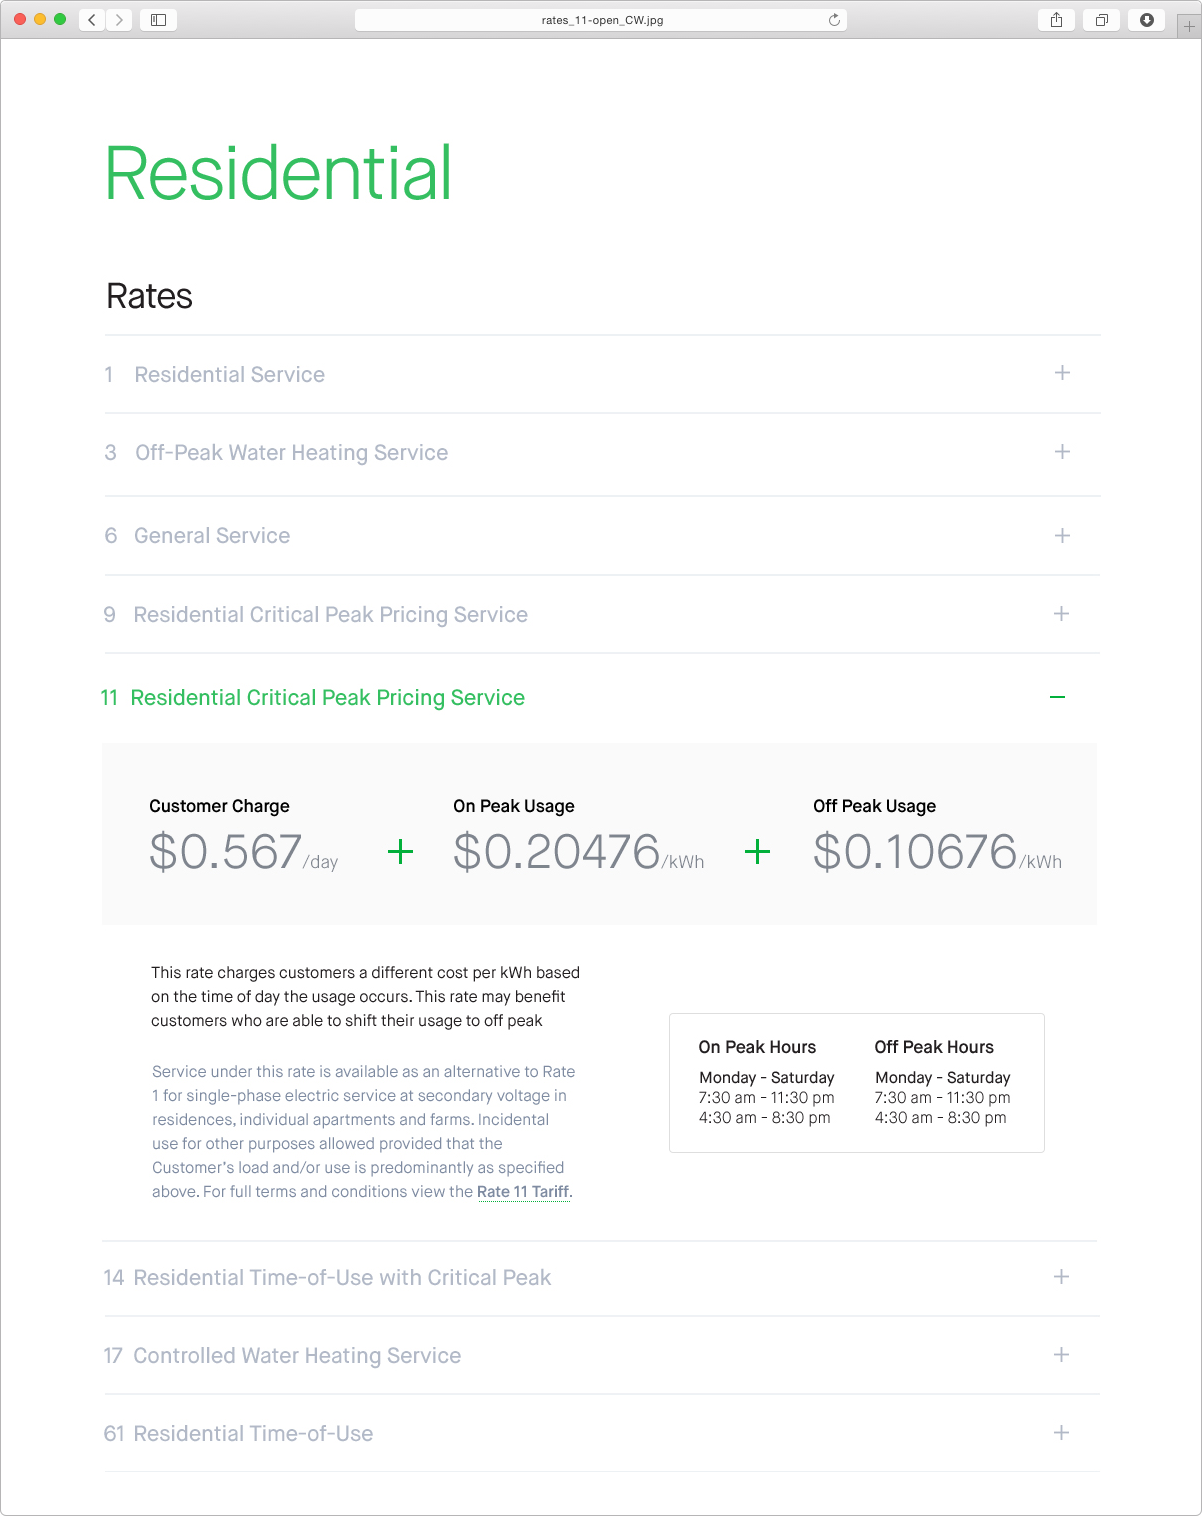 rates_11-open_CW.jpg
Residential
Rates
1 Residential Service +
3 Off-Peak Water Heating Service +
6 General Service +
9 Residential Critical Peak Pricing Service +
11 Residential Critical Peak Pricing Service –
Customer Charge
$0.567/day
+
On Peak Usage
$0.20476/kWh
+
Off Peak Usage
$0.10676/kWh
This rate charges customers a different cost per kWh based
on the time of day the usage occurs. This rate may benefit
customers who are able to shift their usage to off peak
Service under this rate is available as an alternative to Rate
1 for single-phase electric service at secondary voltage in
residences, individual apartments and farms. Incidental
use for other purposes allowed provided that the
Customer's load and/or use is predominantly as specified
above. For full terms and conditions view the Rate 11 Tariff.
On Peak Hours
Monday - Saturday
7:30 am - 11:30 pm
4:30 am - 8:30 pm
Off Peak Hours
Monday - Saturday
7:30 am - 11:30 pm
4:30 am - 8:30 pm
14 Residential Time-of-Use with Critical Peak +
17 Controlled Water Heating Service +
61 Residential Time-of-Use +